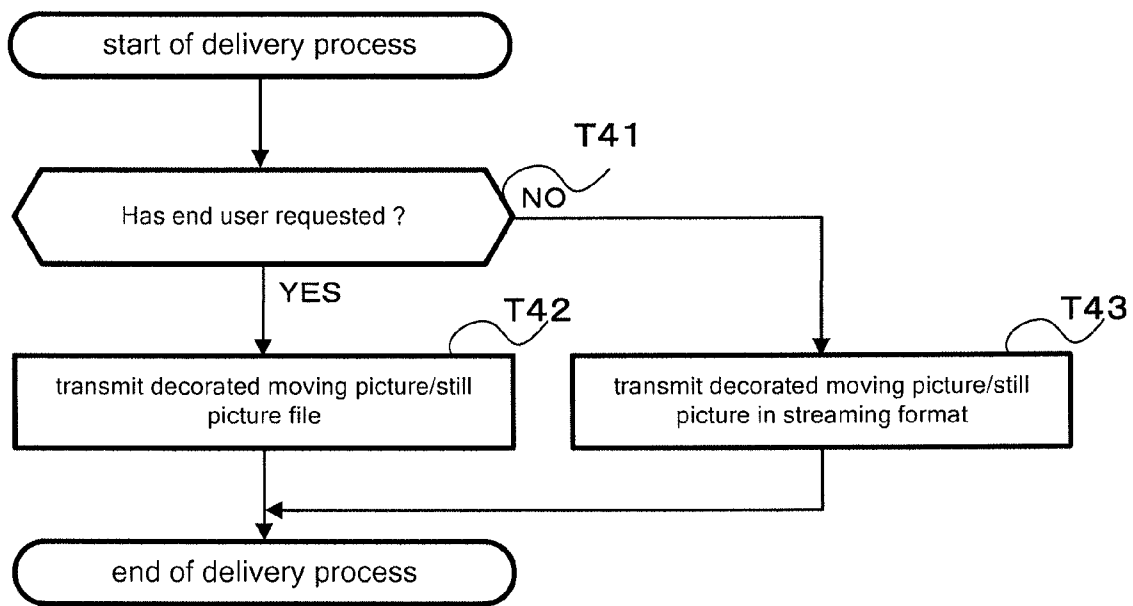 start of delivery process
T41
Has end user requested ?
NO
YES
T42
T43
transmit decorated moving picture/still
picture file
transmit decorated moving picture/still
picture in streaming format
end of delivery process